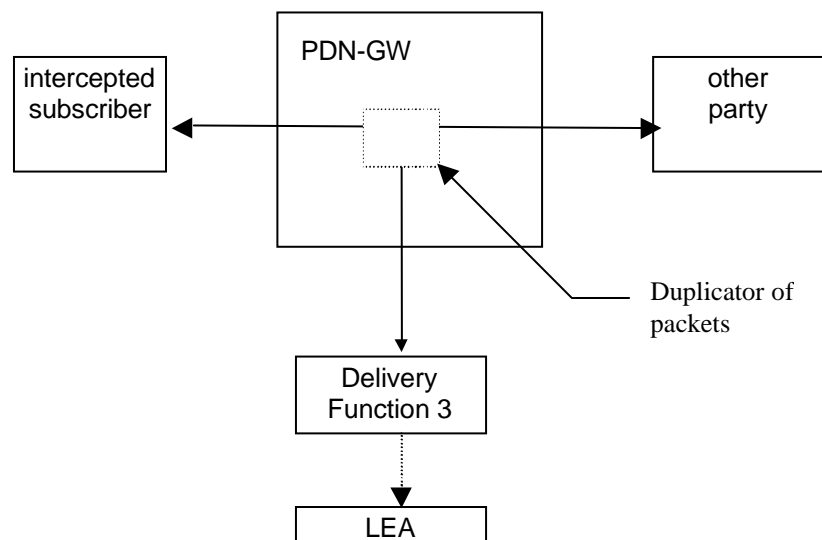 PDN-GW
intercepted
subscriber
other
party
Duplicator of
packets
Delivery
Function 3
LEA